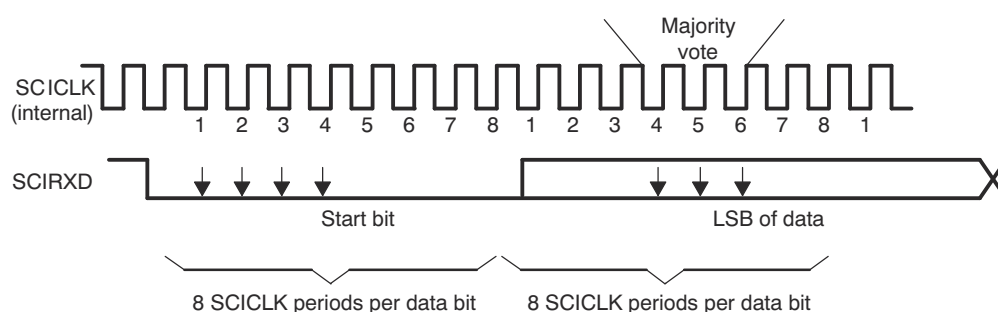 Majority
vote
SCICLK
(internal)
1 2 3 4 5 6 7 8 1 2 3 4 5 6 7 8 1
SCIRXD
Start bit
LSB of data
8 SCICLK periods per data bit
8 SCICLK periods per data bit